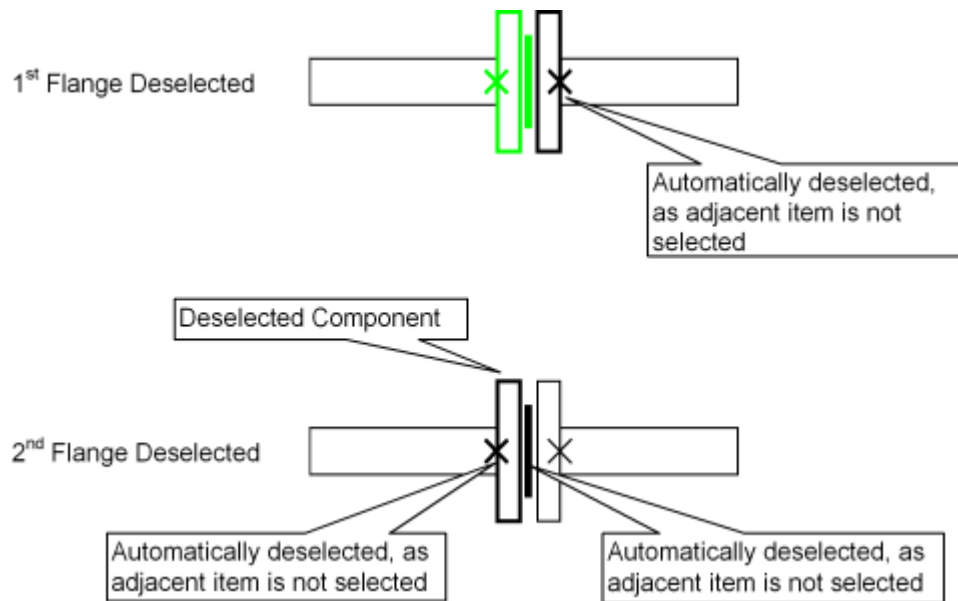 1st Flange Deselected
Automatically deselected,
as adjacent item is not
selected
Deselected Component
2nd Flange Deselected
Automatically deselected, as
adjacent item is not selected
Automatically deselected, as
adjacent item is not selected